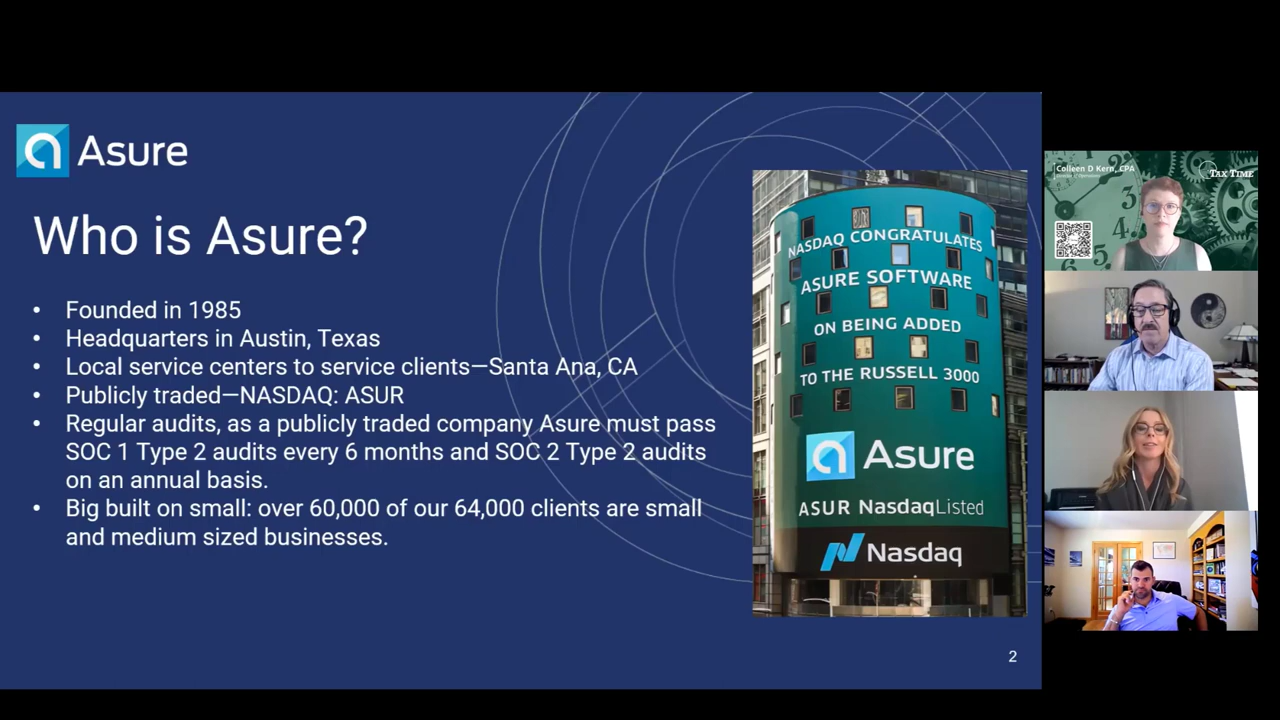 Asure
Who is Asure?
• Founded in 1985
• Headquarters in Austin, Texas
• Local service centers to service clients—Santa Ana, CA
• Publicly traded—NASDAQ: ASUR
• Regular audits, as a publicly traded company Asure must pass
SOC 1 Type 2 audits every 6 months and SOC 2 Type 2 audits
on an annual basis.
• Big built on small: over 60,000 of our 64,000 clients are small
and medium sized businesses.
NASDAQ CONGRATULATES
ASURE SOFTWARE
ON BEING ADDED
TO THE RUSSELL 3000
Asure
ASUR NasdaqListed
Nasdaq
2
Colleen D Kern, CPA
TAX TIME